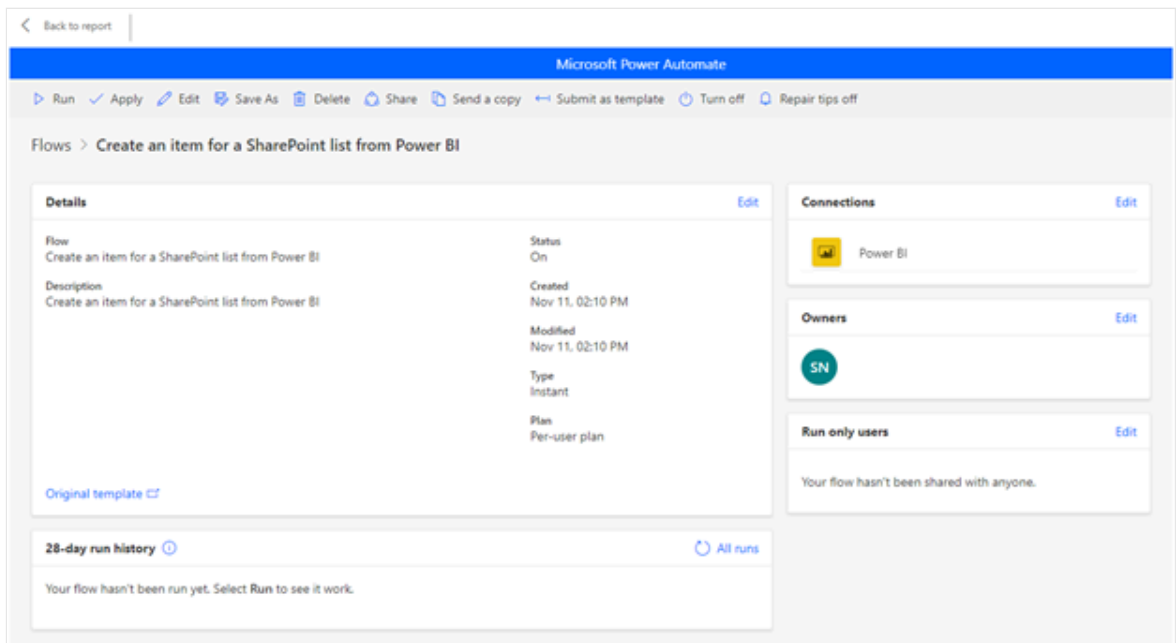 Back to report
Microsoft Power Automate
Run Apply Edit Save As Delete Share Send a copy Submit as template Turn off Repair tips off
Flows > Create an item for a SharePoint list from Power BI
Details Edit
Flow
Create an item for a SharePoint list from Power BI
Description
Create an item for a SharePoint list from Power BI
Status
On
Created
Nov 11, 02:10 PM
Modified
Nov 11, 02:10 PM
Type
Instant
Plan
Per-user plan
Original template
Connections Edit
Power BI
Owners Edit
SN
Run only users Edit
Your flow hasn't been shared with anyone.
28-day run history All runs
Your flow hasn't been run yet. Select Run to see it work.